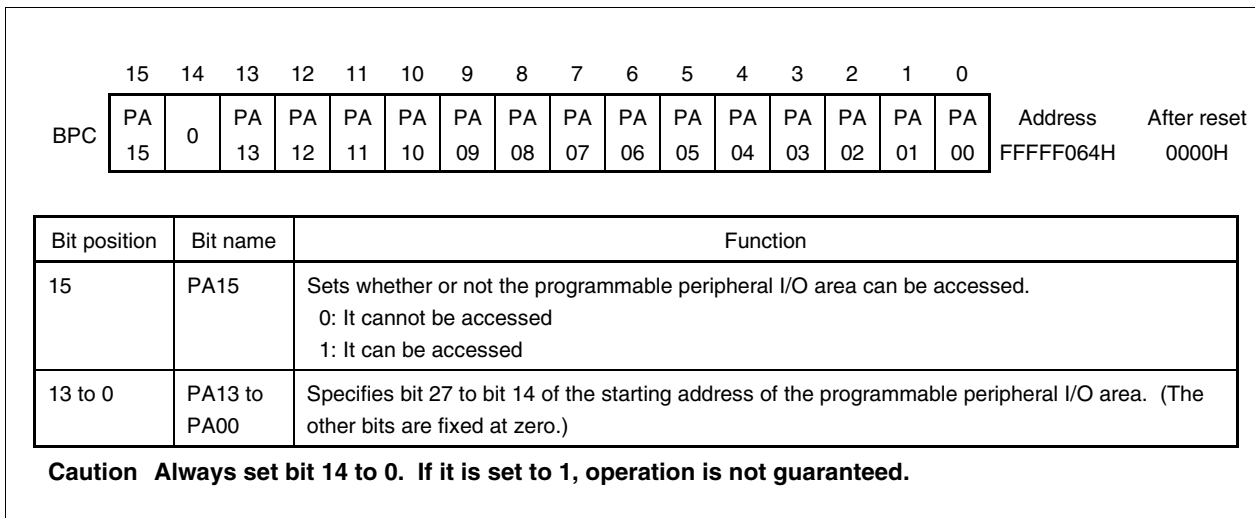 15 14 13 12 11 10 9 8 7 6 5 4 3 2 1 0
BPC PA 15 0 PA 13 PA 12 PA 11 PA 10 PA 09 PA 08 PA 07 PA 06 PA 05 PA 04 PA 03 PA 02 PA 01 PA 00 Address FFFFF064H After reset 0000H
Bit position Bit name Function
15 PA15 Sets whether or not the programmable peripheral I/O area can be accessed.
0: It cannot be accessed
1: It can be accessed
13 to 0 PA13 to PA00 Specifies bit 27 to bit 14 of the starting address of the programmable peripheral I/O area. (The
other bits are fixed at zero.)
Caution Always set bit 14 to 0. If it is set to 1, operation is not guaranteed.